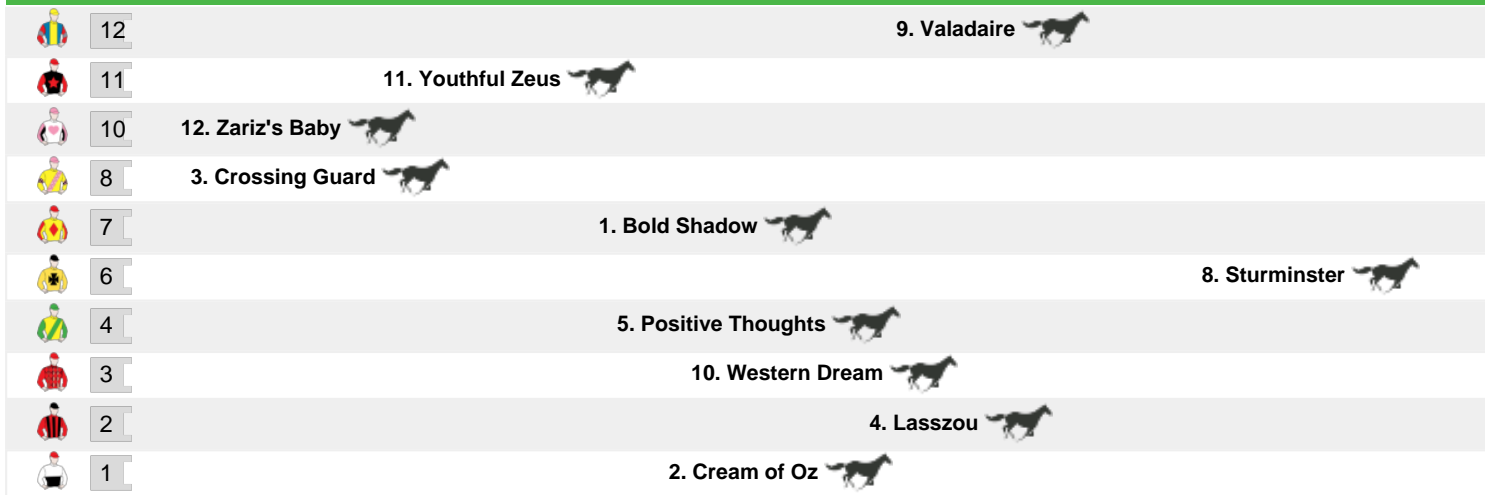 12 9. Valadaire
11 11. Youthful Zeus
10 12. Zariz's Baby
8 3. Crossing Guard
7 1. Bold Shadow
6 8. Sturminster
4 5. Positive Thoughts
3 10. Western Dream
2 4. Lasszou
1 2. Cream of Oz